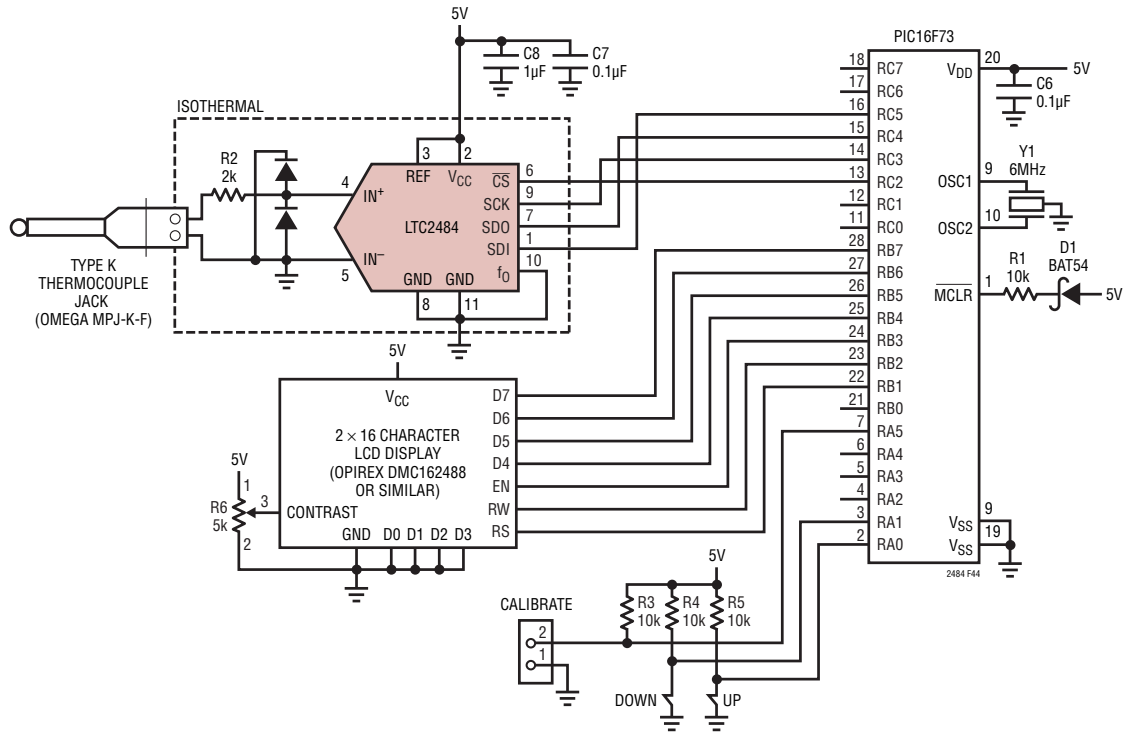 5V
C8
1µF
C7
0.1µF
ISOTHERMAL
R2
2k
3
2
REF
VCC
4
IN+
LTC2484
IN–
5
CS
6
SCK
9
SDO
7
SDI
1
fO
10
GND
GND
8
11
TYPE K
THERMOCOUPLE
JACK
(OMEGA MPJ-K-F)
5V
VCC
2 × 16 CHARACTER
LCD DISPLAY
(OPIREX DMC162488
OR SIMILAR)
D7
D6
D5
D4
EN
RW
RS
5V
1
R6
5k
3
2
CONTRAST
GND D0 D1 D2 D3
PIC16F73
18 RC7
17 RC6
16 RC5
15 RC4
14 RC3
13 RC2
12 RC1
11 RC0
28 RB7
27 RB6
26 RB5
25 RB4
24 RB3
23 RB2
22 RB1
21 RB0
7 RA5
6 RA4
5 RA3
4 RA2
3 RA1
2 RA0
VDD 20
5V
C6
0.1µF
Y1
6MHz
OSC1 9
OSC2 10
MCLR 1
R1
10k
D1
BAT54
5V
VSS 9
VSS 19
2484 F44
5V
R3
10k
R4
10k
R5
10k
CALIBRATE
2
1
DOWN
UP